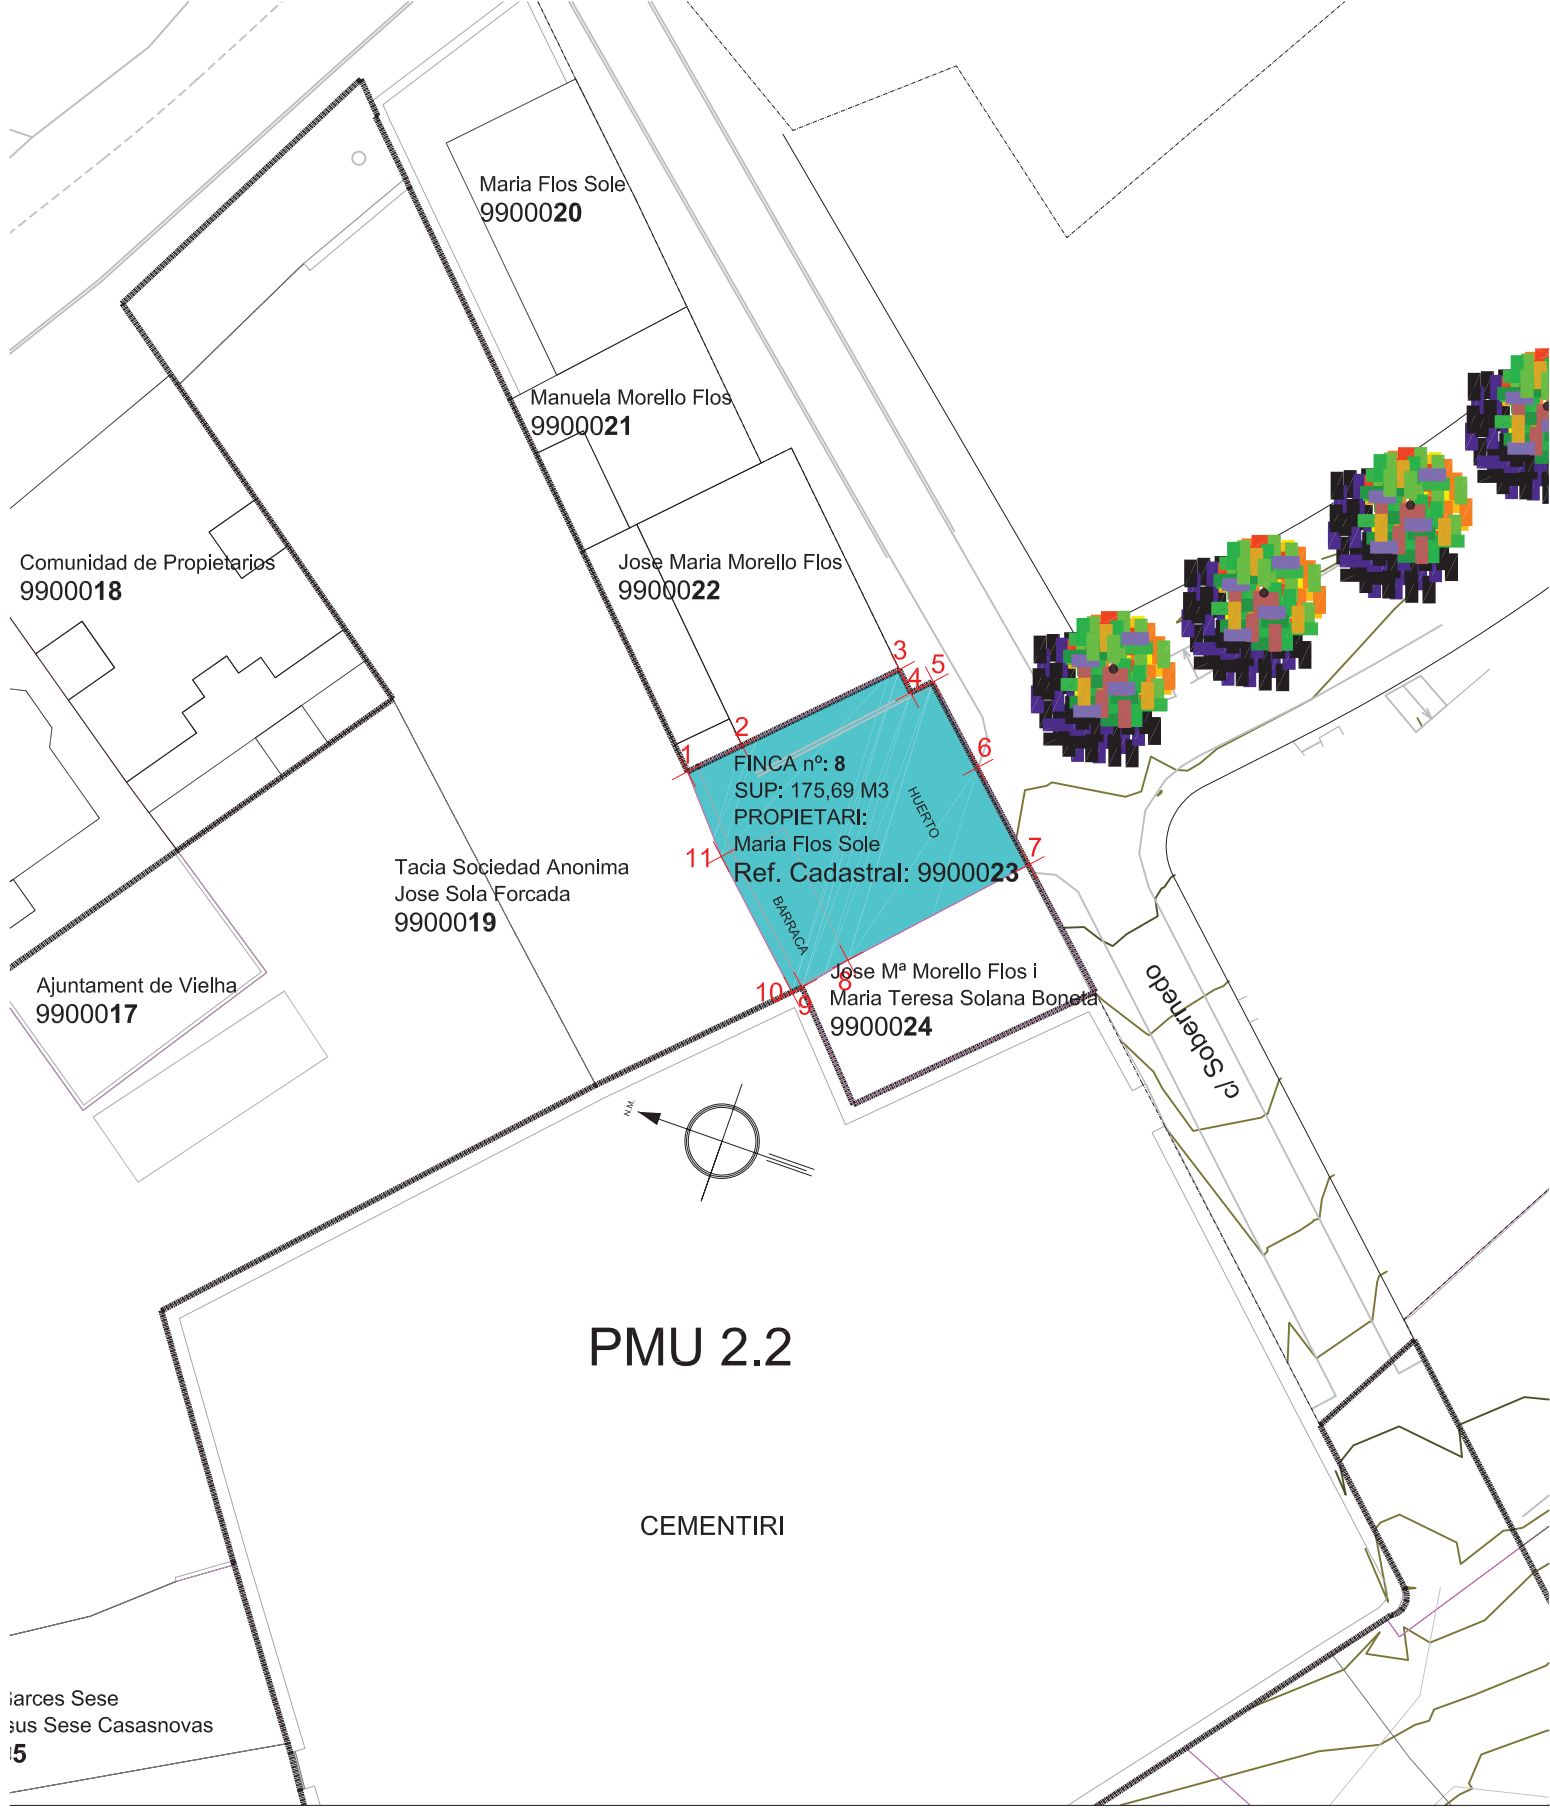 Maria Flos Sole
9900020
Manuela Morello Flos
9900021
Comunidad de Propietarios
9900018
Jose Maria Morello Flos
9900022
3
5
4
2
6
1
FINCA nº: 8
SUP: 175,69 M3
PROPIETARI:
Maria Flos Sole
Ref. Cadastral: 9900023
HUERTO
7
11
BARRACA
Tacia Sociedad Anonima
Jose Sola Forcada
9900019
Ajuntament de Vielha
9900017
10
9
8
Jose Mª Morello Flos i
Maria Teresa Solana Boneta
9900024
c/ Sobernedo
N.M.
PMU 2.2
CEMENTIRI
Sese
Sese Casasnovas
5